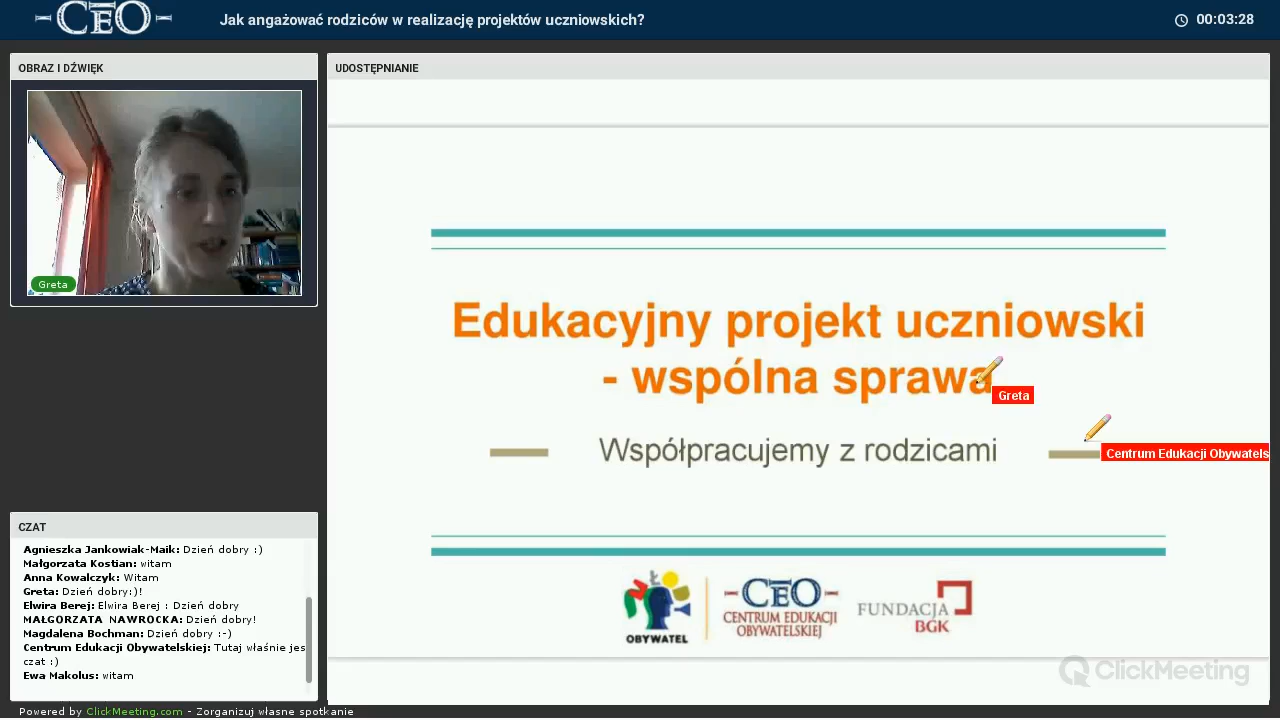 CEO
Jak angażować rodziców w realizację projektów uczniowskich?
00:03:28
OBRAZ I DŹWIĘK
Greta
UDOSTĘPNIANIE
Edukacyjny projekt uczniowski
- wspólna sprawa
Greta
Współpracujemy z rodzicami
Centrum Edukacji Obywatels
OBYWATEL
CEO
CENTRUM EDUKACJI
OBYWATELSKIEJ
FUNDACJA
BGK
ClickMeeting
CZAT
Agnieszka Jankowiak-Maik: Dzień dobry :)
Małgorzata Kostian: witam
Anna Kowalczyk: Witam
Greta: Dzień dobry:)!
Elwira Berej: Elwira Berej : Dzień dobry
MAŁGORZATA NAWROCKA: Dzień dobry!
Magdalena Bochman: Dzień dobry :-)
Centrum Edukacji Obywatelskiej: Tutaj właśnie jes
czat :)
Ewa Makolus: witam
Powered by ClickMeeting.com - Zorganizuj własne spotkanie